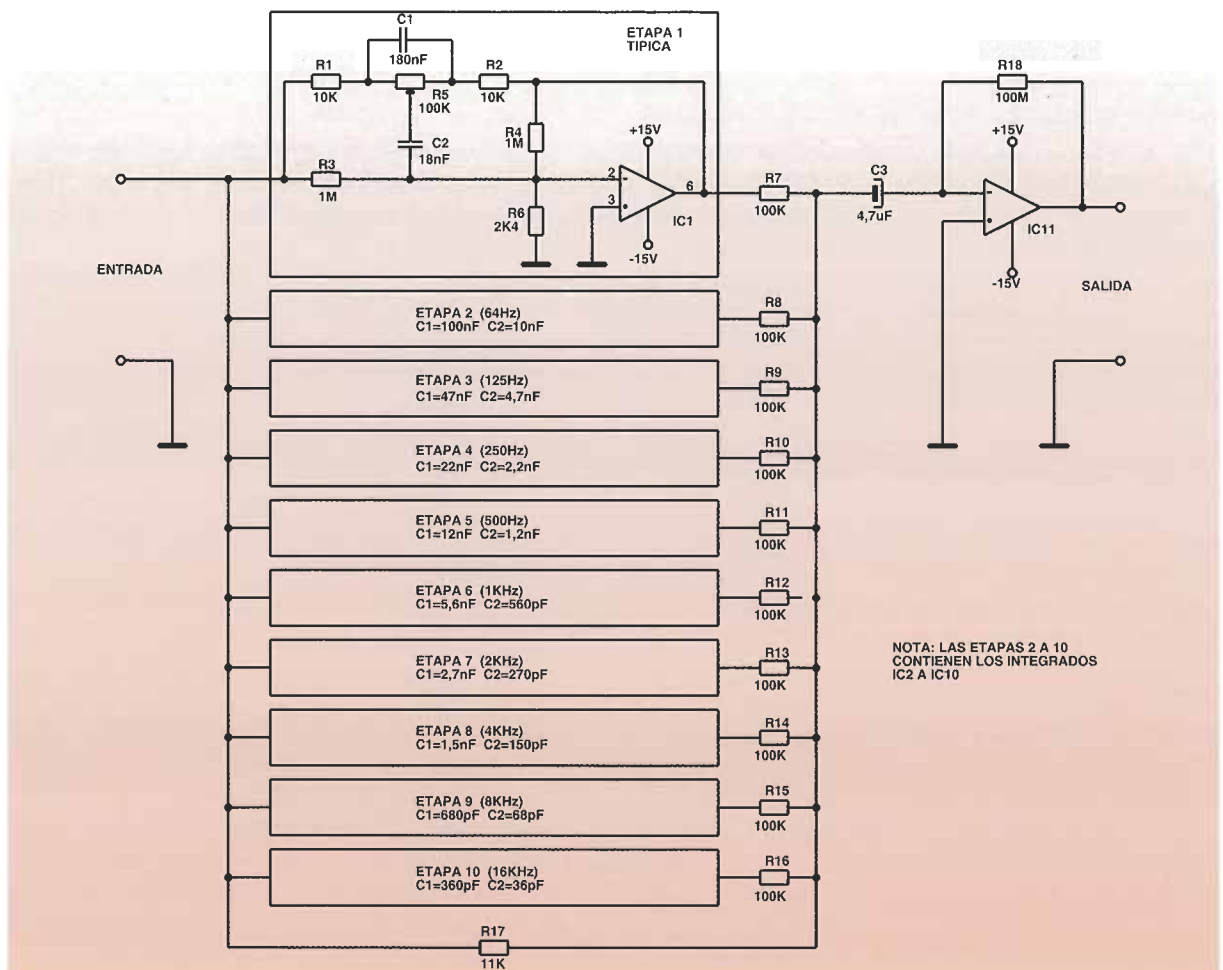 C1
180nF
ETAPA 1
TIPICA
R1
10K
R5
100K
R2
10K
R18
100M
R4
1M
+15V
+15V
C2
18nF
R3
1M
2
3
6
R7
100K
C3
4,7uF
R6
2K4
IC1
IC11
-15V
-15V
ENTRADA
SALIDA
ETAPA 2 (64Hz)
C1=100nF C2=10nF
R8
100K
ETAPA 3 (125Hz)
C1=47nF C2=4,7nF
R9
100K
ETAPA 4 (250Hz)
C1=22nF C2=2,2nF
R10
100K
ETAPA 5 (500Hz)
C1=12nF C2=1,2nF
R11
100K
ETAPA 6 (1KHz)
C1=5,6nF C2=560pF
R12
100K
ETAPA 7 (2KHz)
C1=2,7nF C2=270pF
R13
100K
NOTA: LAS ETAPAS 2 A 10
CONTIENEN LOS INTEGRADOS
IC2 A IC10
ETAPA 8 (4KHz)
C1=1,5nF C2=150pF
R14
100K
ETAPA 9 (8KHz)
C1=680pF C2=68pF
R15
100K
ETAPA 10 (16KHz)
C1=360pF C2=36pF
R16
100K
R17
11K